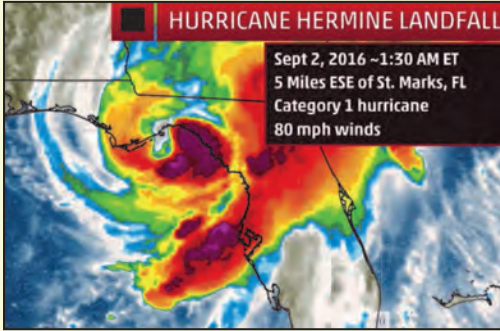 HURRICANE HERMINE LANDFALL
Sept 2, 2016 ~1:30 AM ET
5 Miles ESE of St. Marks, FL
Category 1 hurricane
80 mph winds